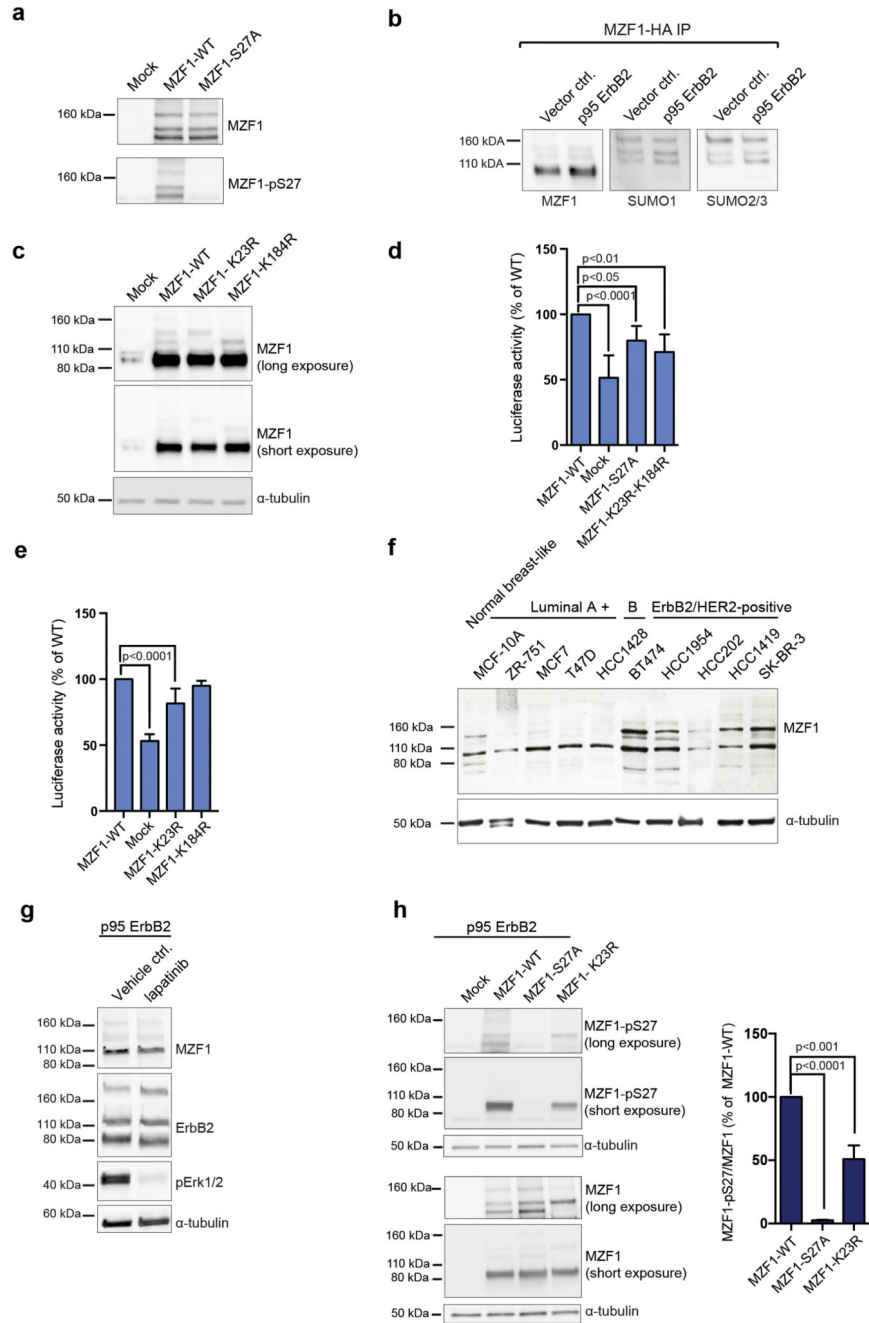 a
Mock
MZF1-WT
MZF1-S27A
160 kDa
MZF1
160 kDa
MZF1-pS27
b
MZF1-HA IP
Vector ctrl.
p95 ErbB2
Vector ctrl.
p95 ErbB2
Vector ctrl.
p95 ErbB2
160 kDA
110 kDA
MZF1
SUMO1
SUMO2/3
c
Mock
MZF1-WT
MZF1- K23R
MZF1-K184R
160 kDa
110 kDa
80 kDa
MZF1
(long exposure)
MZF1
(short exposure)
50 kDa
α-tubulin
d
Luciferase activity (% of WT)
150
100
50
0
p<0.01
p<0.05
p<0.0001
MZF1-WT
Mock
MZF1-S27A
MZF1-K23R-K184R
e
Luciferase activity (% of WT)
150
100
50
0
p<0.0001
MZF1-WT
Mock
MZF1-K23R
MZF1-K184R
f
Normal breast-like
Luminal A +
B
ErbB2/HER2-positive
MCF-10A
ZR-751
MCF7
T47D
HCC1428
BT474
HCC1954
HCC202
HCC1419
SK-BR-3
160 kDa
110 kDa
80 kDa
MZF1
50 kDa
α-tubulin
g
p95 ErbB2
Vehicle ctrl.
lapatinib
160 kDa
110 kDa
80 kDa
MZF1
160 kDa
110 kDa
80 kDa
ErbB2
40 kDa
pErk1/2
60 kDa
α-tubulin
h
p95 ErbB2
Mock
MZF1-WT
MZF1-S27A
MZF1- K23R
160 kDa
MZF1-pS27
(long exposure)
160 kDa
110 kDa
80 kDa
MZF1-pS27
(short exposure)
50 kDa
α-tubulin
160 kDa
MZF1
(long exposure)
160 kDa
110 kDa
80 kDa
MZF1
(short exposure)
50 kDa
α-tubulin
MZF1-pS27/MZF1 (% of MZF1-WT)
150
100
50
0
p<0.001
p<0.0001
MZF1-WT
MZF1-S27A
MZF1-K23R